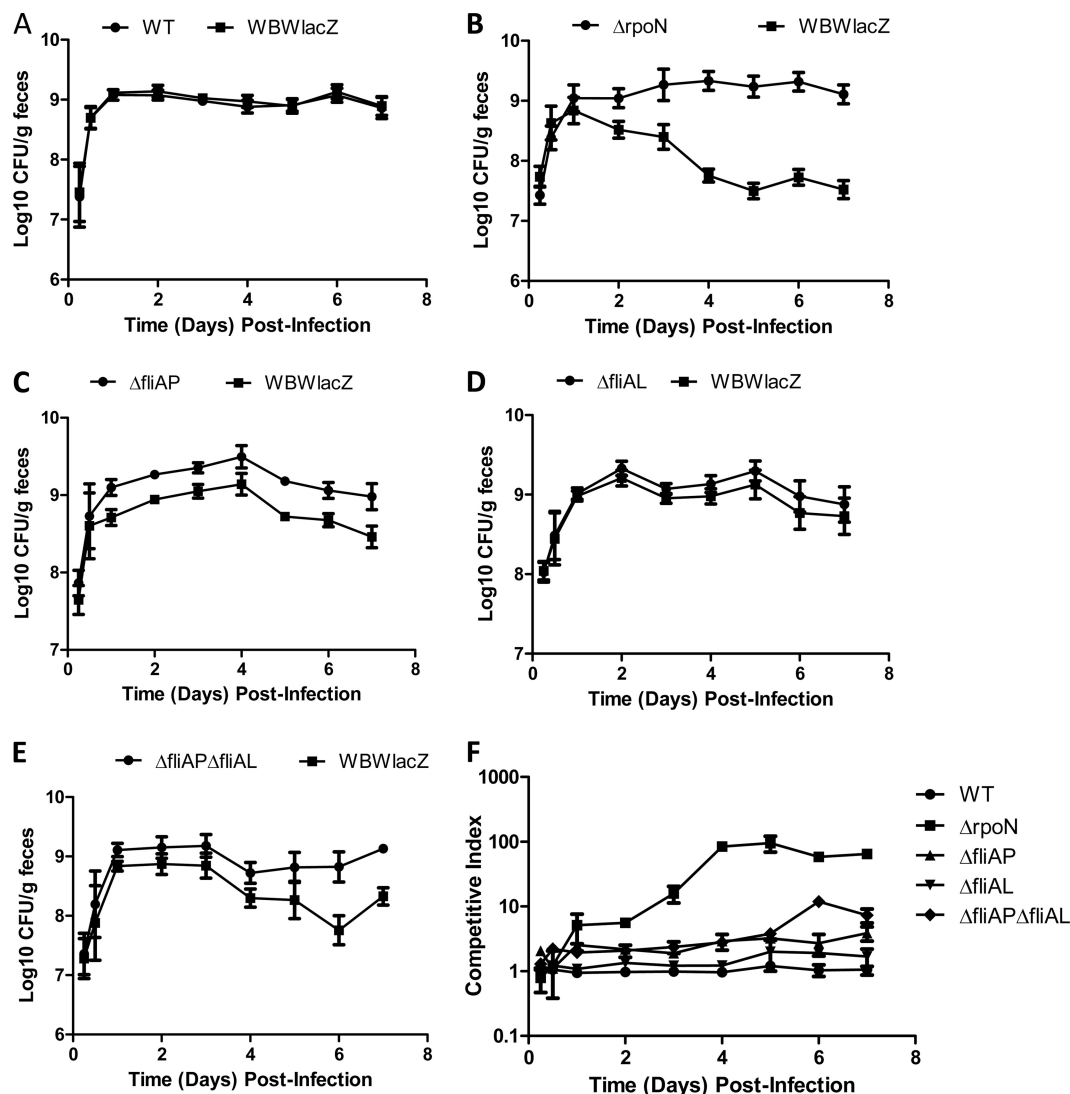 A
WT
WBWlacZ
Log10 CFU/g feces
10
9
8
7
6
0 2 4 6 8
Time (Days) Post-Infection
B
ΔrpoN
WBWlacZ
Log10 CFU/g feces
10
9
8
7
6
0 2 4 6 8
Time (Days) Post-Infection
C
ΔfliAP
WBWlacZ
Log10 CFU/g feces
10
9
8
7
0 2 4 6 8
Time (Days) Post-Infection
D
ΔfliAL
WBWlacZ
Log10 CFU/g feces
10
9
8
7
0 2 4 6 8
Time (Days) Post-Infection
E
ΔfliAPΔfliAL
WBWlacZ
Log10 CFU/g feces
10
9
8
7
6
0 2 4 6 8
Time (Days) Post-Infection
F
Competitive Index
1000
100
10
1
0.1
0 2 4 6 8
Time (Days) Post-Infection
WT
ΔrpoN
ΔfliAP
ΔfliAL
ΔfliAPΔfliAL